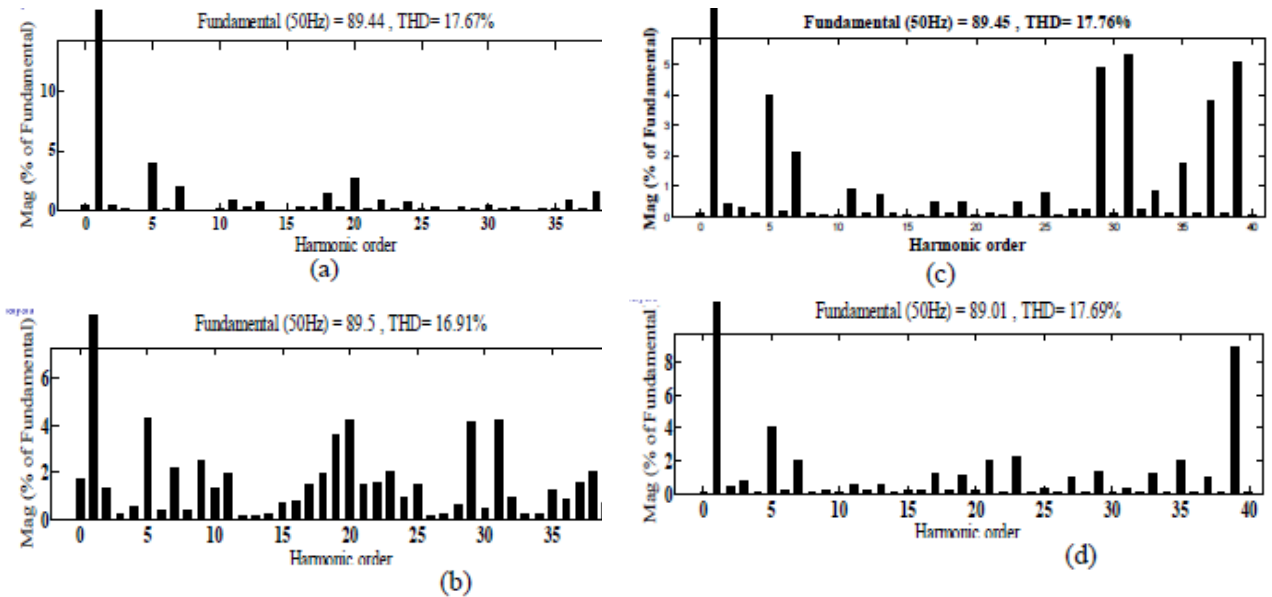 Fundamental (50Hz) = 89.44 , THD= 17.67%
Mag (% of Fundamental)
10
5
0
0 5 10 15 20 25 30 35
Harmonic order
(a)
Fundamental (50Hz) = 89.45 , THD= 17.76%
Mag (% of Fundamental)
5
4
3
2
1
0
0 5 10 15 20 25 30 35 40
Harmonic order
(c)
Fundamental (50Hz) = 89.5 , THD= 16.91%
Mag (% of Fundamental)
6
4
2
0
0 5 10 15 20 25 30 35
Harmonic order
(b)
Fundamental (50Hz) = 89.01 , THD= 17.69%
Mag (% of Fundamental
8
6
4
2
0
0 5 10 15 20 25 30 35 40
Harmonic order
(d)